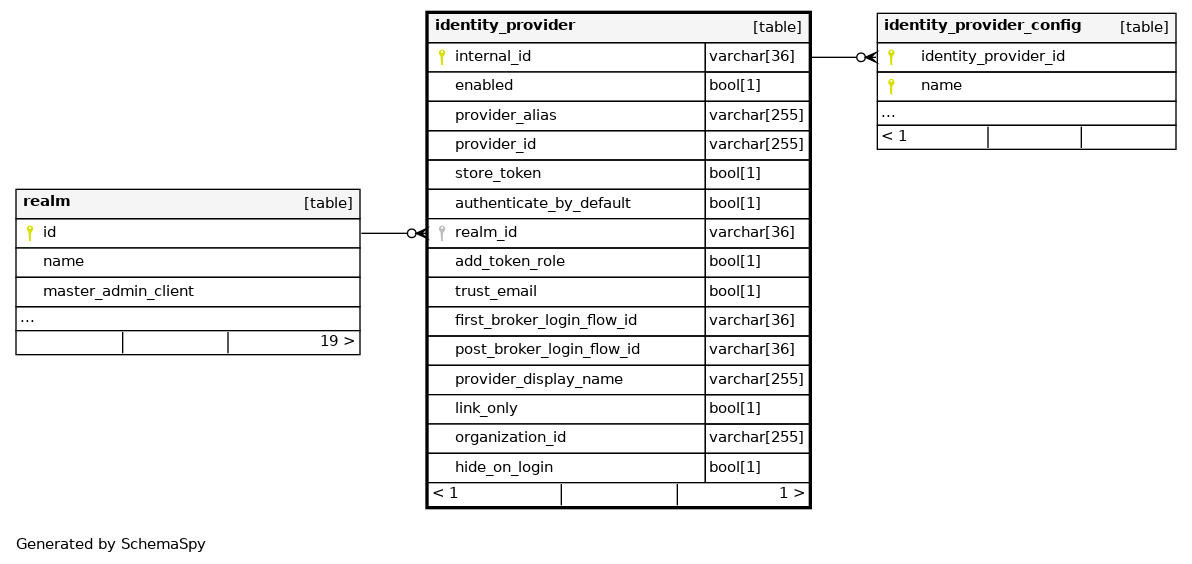 identity_provider [table]
internal_id varchar[36]
enabled bool[1]
provider_alias varchar[255]
provider_id varchar[255]
store_token bool[1]
authenticate_by_default bool[1]
realm_id varchar[36]
add_token_role bool[1]
trust_email bool[1]
first_broker_login_flow_id varchar[36]
post_broker_login_flow_id varchar[36]
provider_display_name varchar[255]
link_only bool[1]
organization_id varchar[255]
hide_on_login bool[1]
< 1 1 >
identity_provider_config [table]
identity_provider_id
name
...
< 1
realm [table]
id
name
master_admin_client
...
19 >
Generated by SchemaSpy